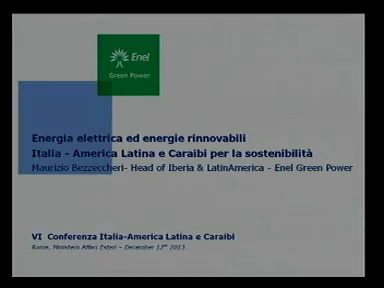 Enel
Green Power
Energia elettrica ed energie rinnovabili
Italia - America Latina e Caraibi per la sostenibilità
Maurizio Bezzeccheri- Head of Iberia & LatinAmerica - Enel Green Power
VI Conferenza Italia-America Latina e Caraibi
Rome, Ministero Affari Esteri – December 12th 2013